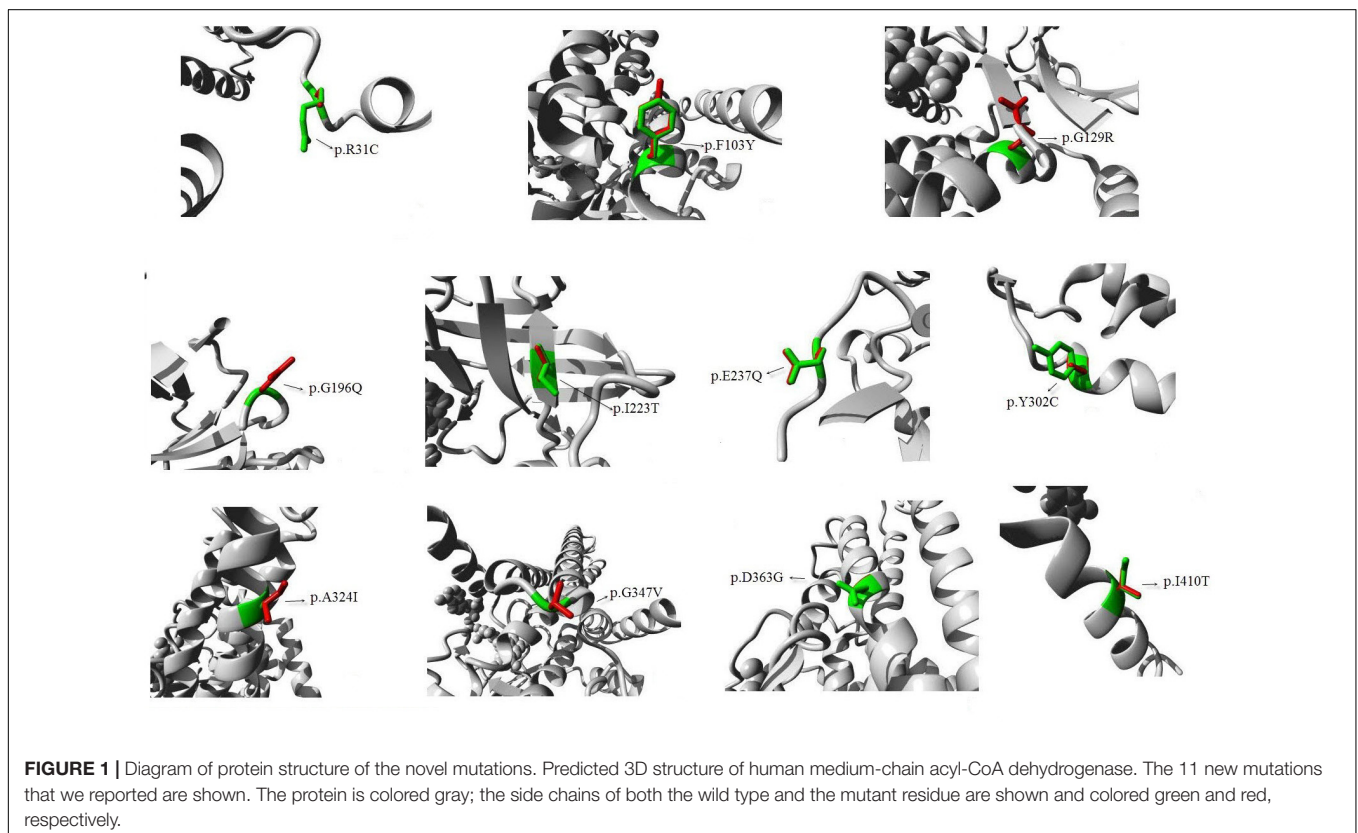 p.R31C
p.F103Y
p.G129R
p.G196Q
p.I223T
p.E237Q
p.Y302C
p.A324I
p.G347V
p.D363G
p.I410T
FIGURE 1 | Diagram of protein structure of the novel mutations. Predicted 3D structure of human medium-chain acyl-CoA dehydrogenase. The 11 new mutations
that we reported are shown. The protein is colored gray; the side chains of both the wild type and the mutant residue are shown and colored green and red,
respectively.